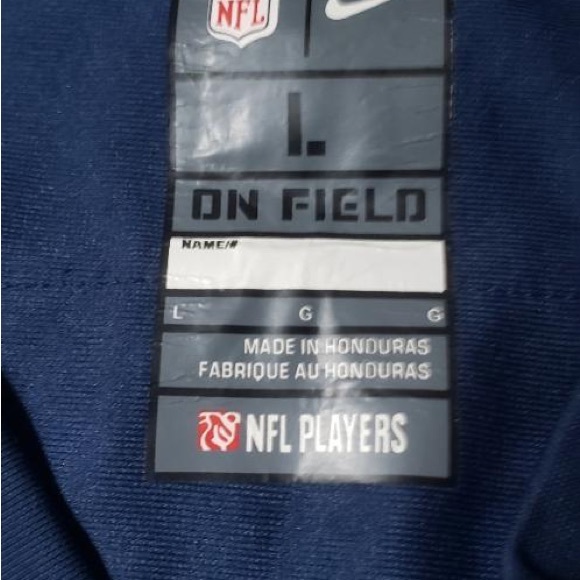 NFL
L
ON FIELD
NAME/#
L G G
MADE IN HONDURAS
FABRIQUE AU HONDURAS
NFL PLAYERS